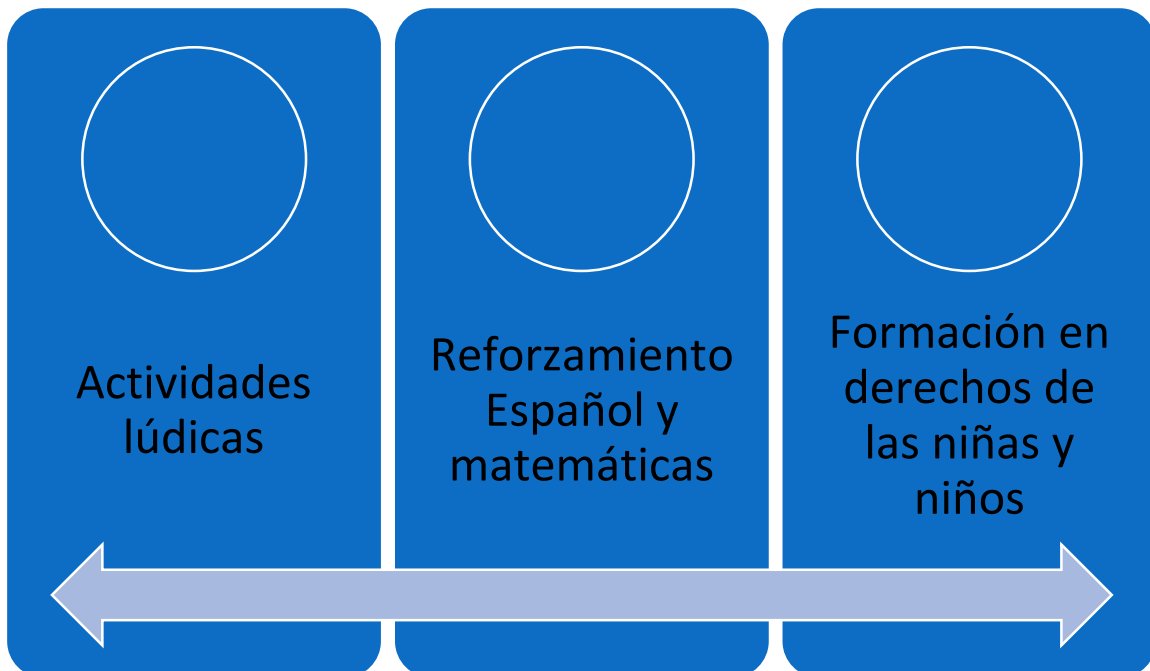 Actividades
lúdicas
Reforzamiento
Español y
matemáticas
Formación en
derechos de
las niñas y
niños